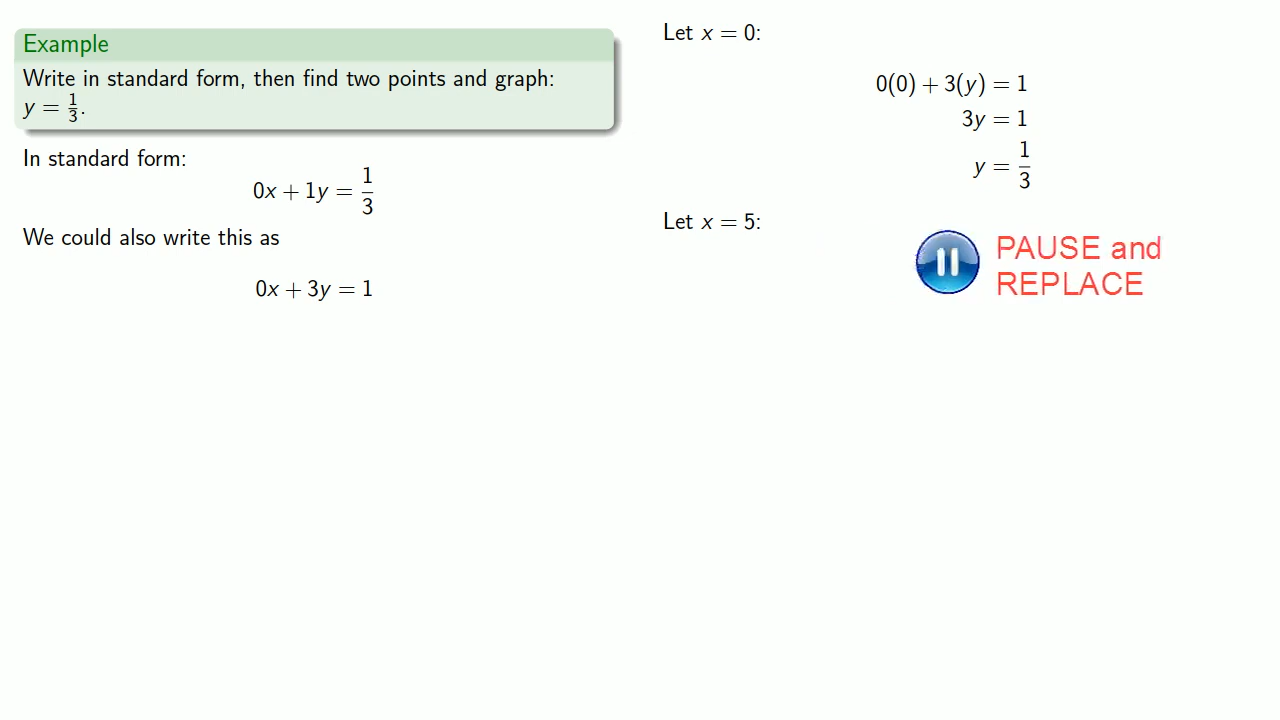 Example
Write in standard form, then find two points and graph:
y = 1/3.
In standard form:
0x + 1y = 1/3
We could also write this as
0x + 3y = 1
Let x = 0:
0(0) + 3(y) = 1
3y = 1
y = 1/3
Let x = 5:
PAUSE and
REPLACE